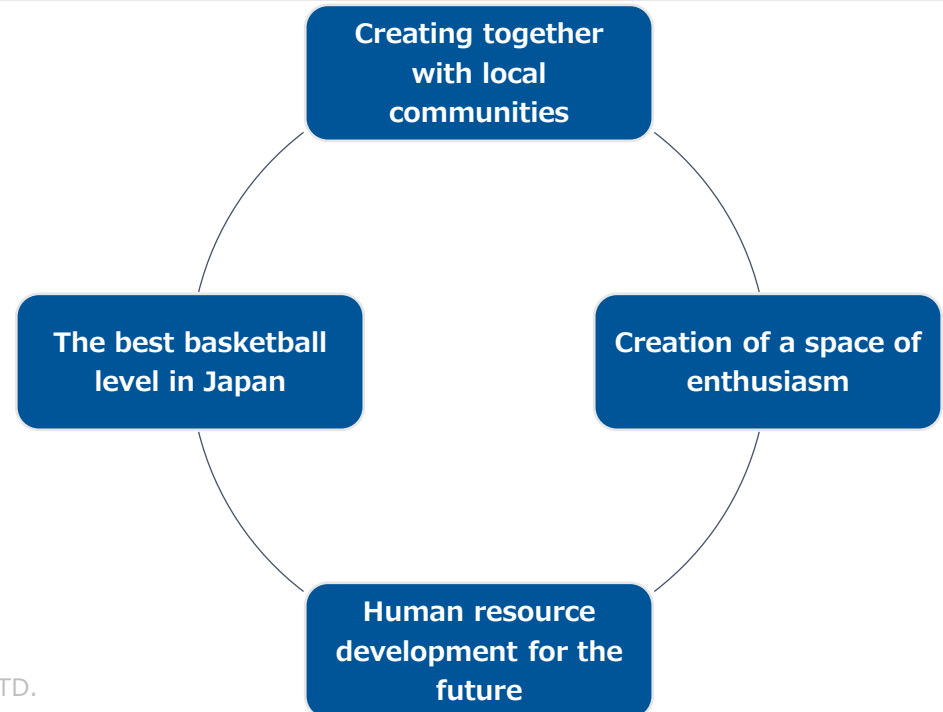 Creating together
with local
communities
The best basketball
level in Japan
Creation of a space of
enthusiasm
Human resource
development for the
future
TD.